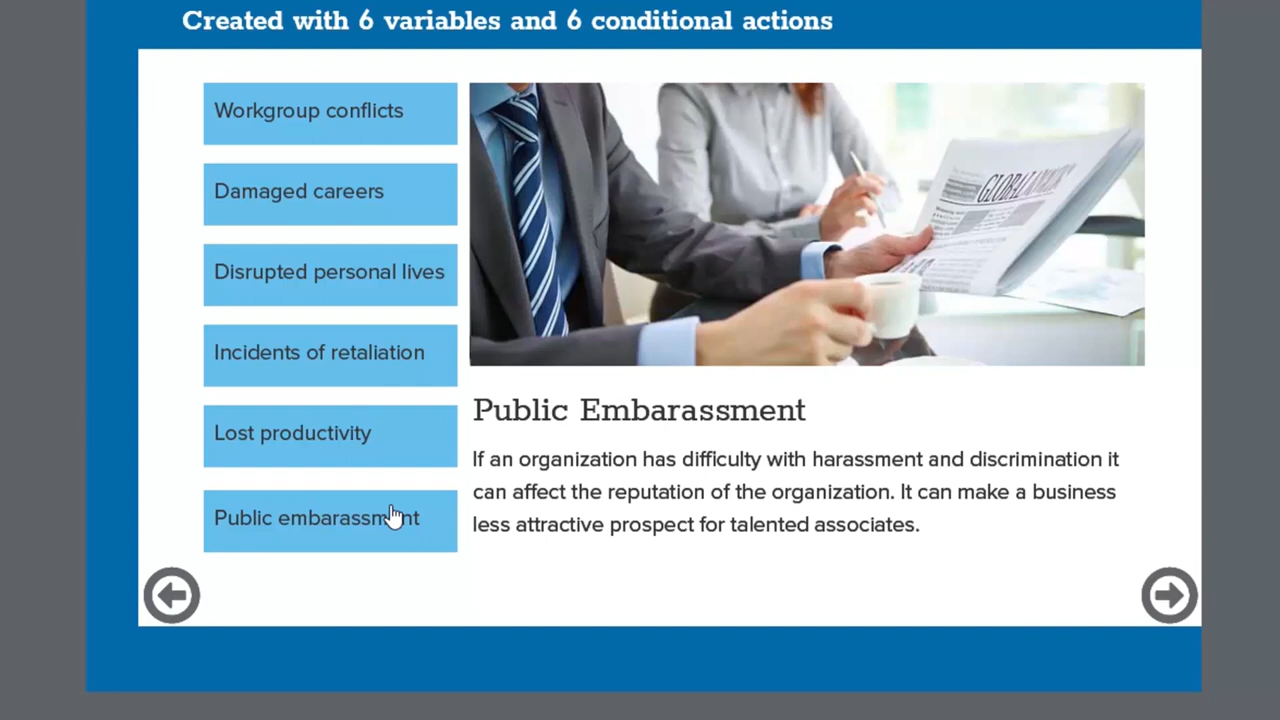 Created with 6 variables and 6 conditional actions
Workgroup conflicts
Damaged careers
Disrupted personal lives
Incidents of retaliation
Lost productivity
Public embarassment
Public Embarassment
If an organization has difficulty with harassment and discrimination it
can affect the reputation of the organization. It can make a business
less attractive prospect for talented associates.